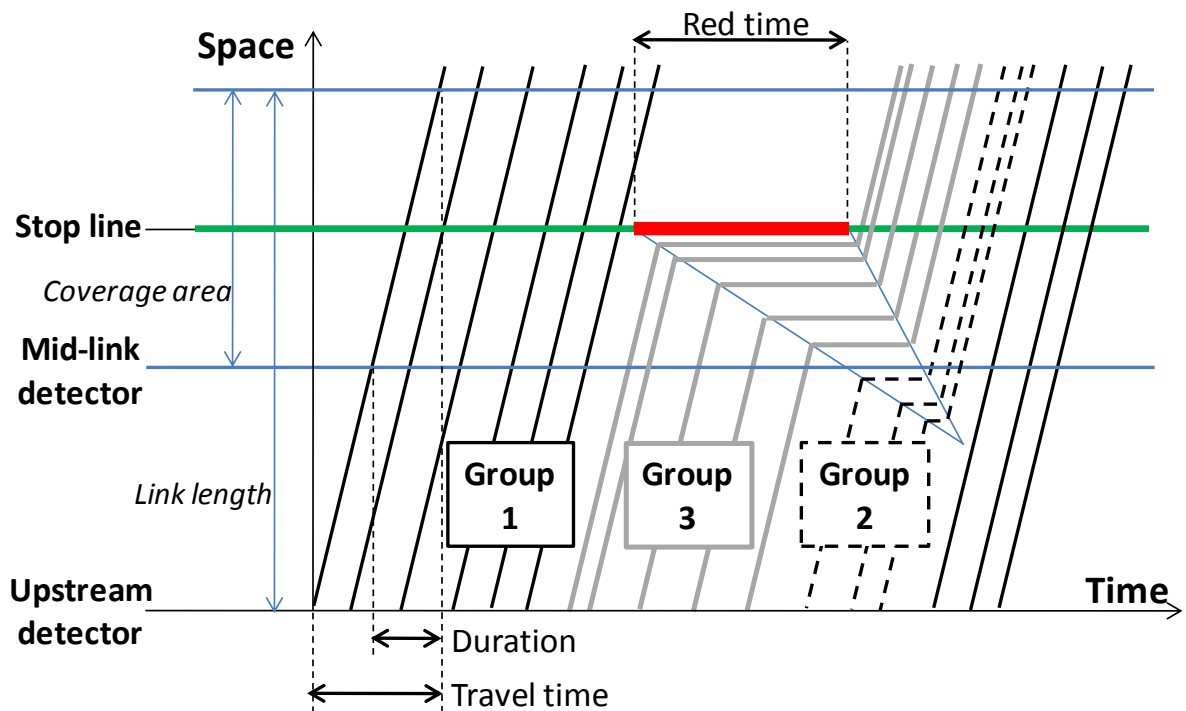 Red time
Space
Stop line
Coverage area
Mid-link
detector
Group
1
Group
3
Group
2
Link length
Upstream
detector
Time
Duration
Travel time